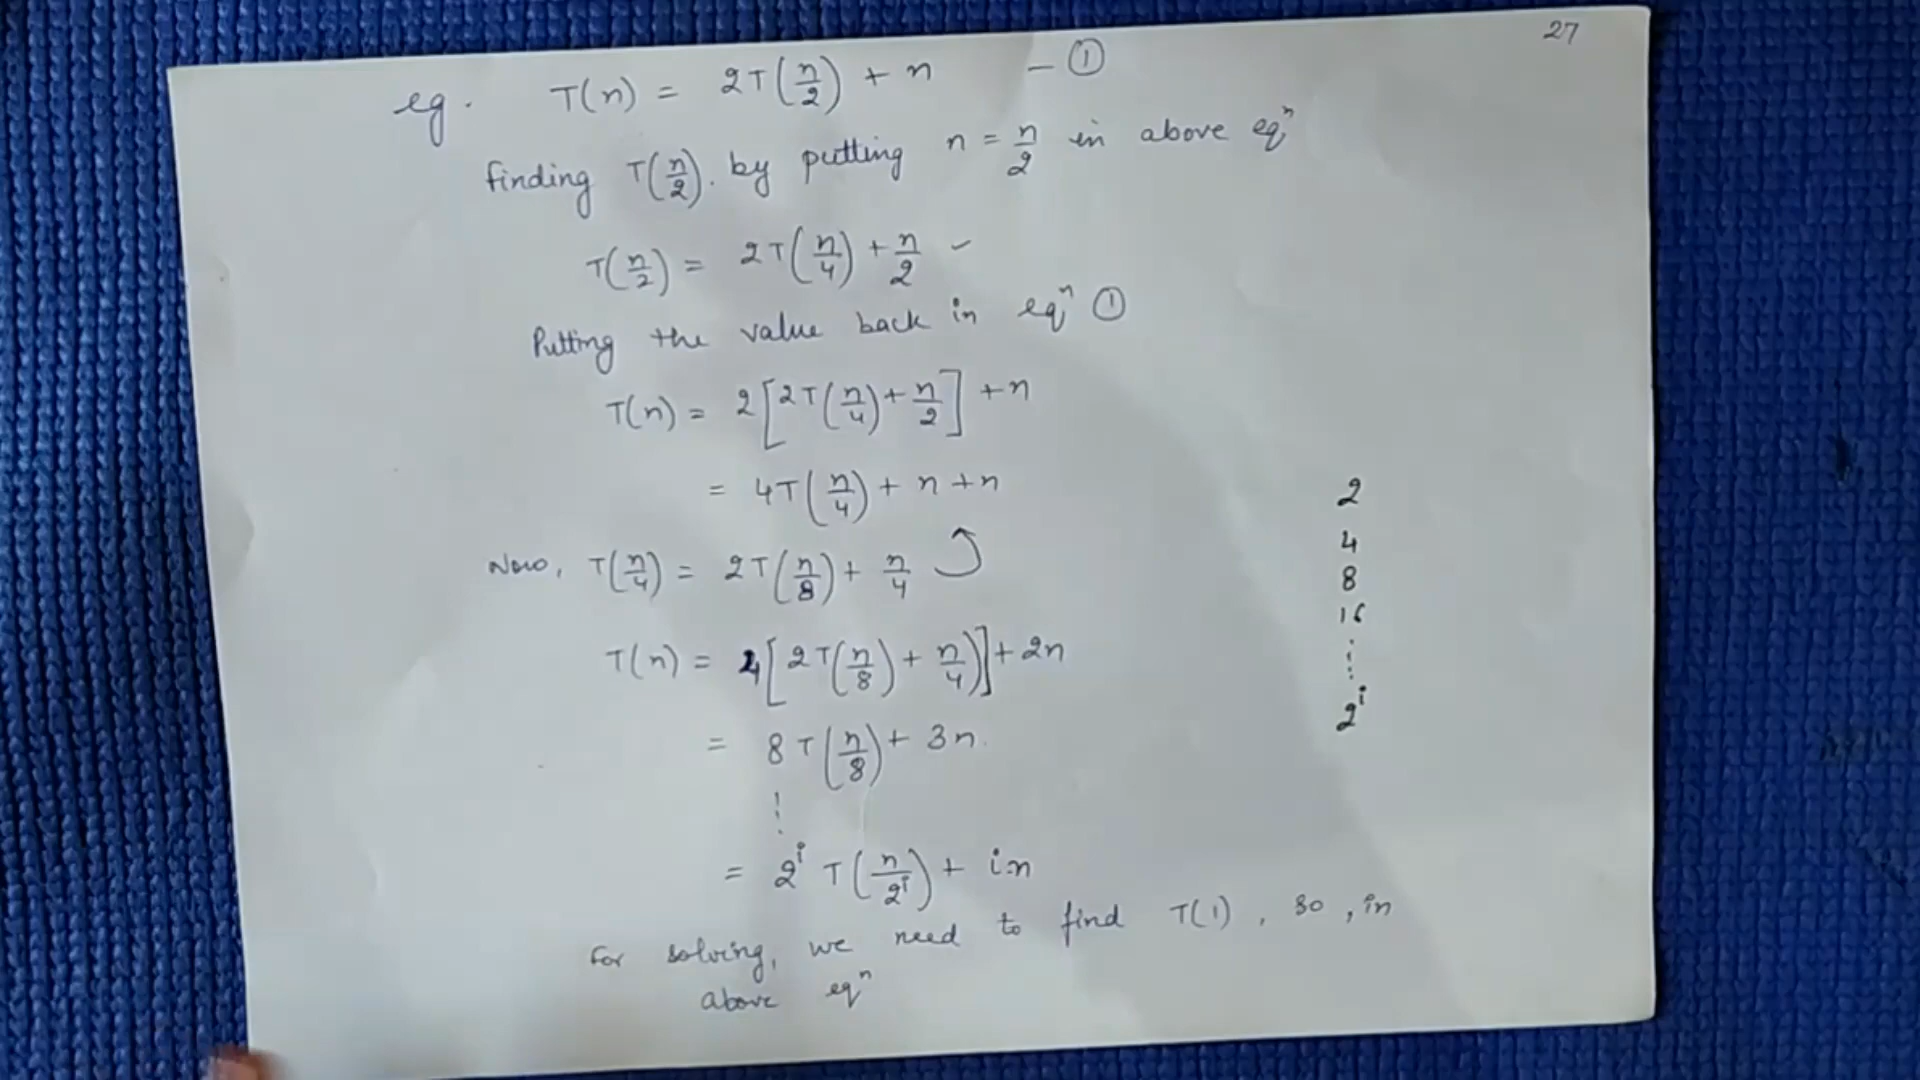 27
eg. T(n) = 2T(n/2) + n - ①
finding T(n/2). by putting n = n/2 in above eqⁿ
T(n/2) = 2T(n/4) + n/2 -
Putting the value back in eqⁿ ①
T(n) = 2[2T(n/4) + n/2] + n
= 4T(n/4) + n + n
Now, T(n/4) = 2T(n/8) + n/4
T(n) = 4[2T(n/8) + n/4)] + 2n
= 8T(n/8) + 3n.
⋮
= 2ⁱ T(n/2ⁱ) + in
For solving, we need to find T(1), so, in
above eqⁿ
2
4
8
16
⋮
2ⁱ